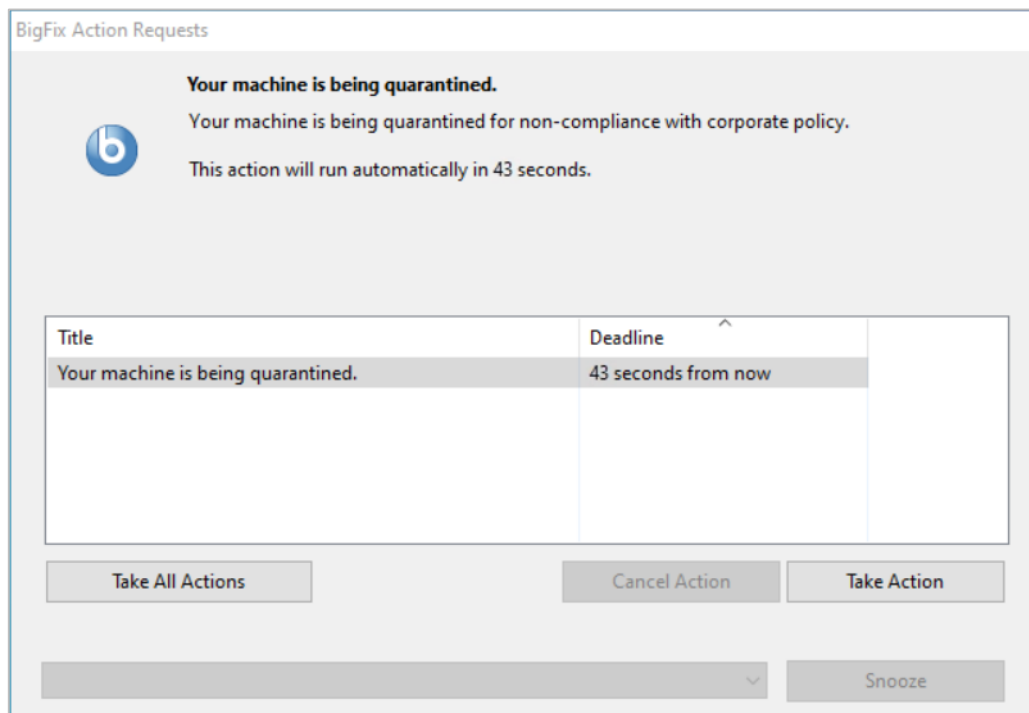 BigFix Action Requests
Your machine is being quarantined.
Your machine is being quarantined for non-compliance with corporate policy.
This action will run automatically in 43 seconds.
Title Deadline
Your machine is being quarantined. 43 seconds from now
Take All Actions Cancel Action Take Action
Snooze